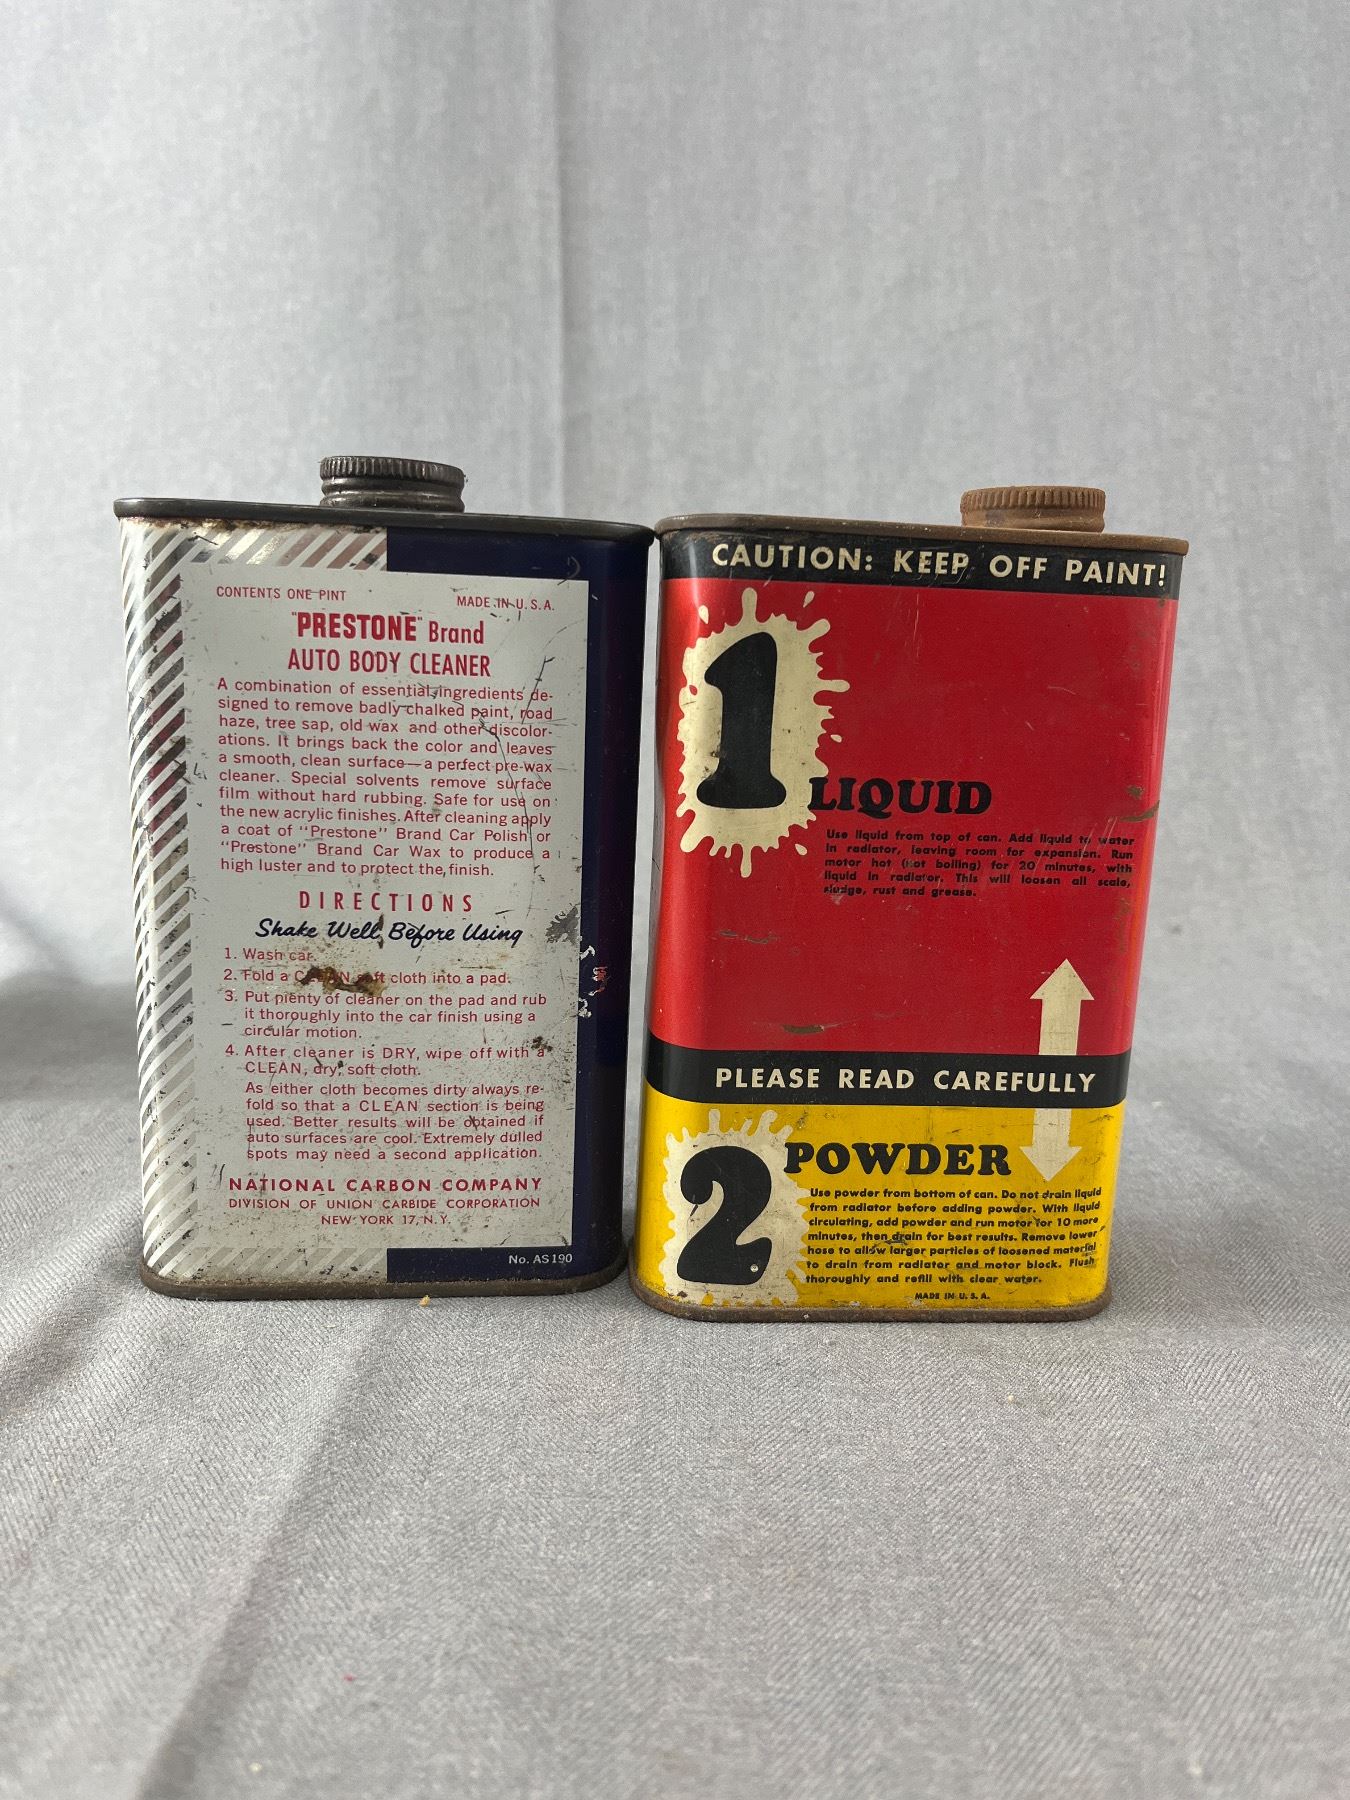 CONTENTS ONE PINT
MADE IN U.S.A.
"PRESTONE" Brand
AUTO BODY CLEANER
A combination of essential ingredients de-
signed to remove badly chalked paint, road
haze, tree sap, old wax and other discolor-
ations. It brings back the color and leaves
a smooth, clean surface—a perfect pre-wax
cleaner. Special solvents remove surface
film without hard rubbing. Safe for use on
the new acrylic finishes. After cleaning apply
a coat of "Prestone" Brand Car Polish or
"Prestone" Brand Car Wax to produce a
high luster and to protect the finish.
DIRECTIONS
Shake Well Before Using
1. Wash car.
2. Fold a CLEAN soft cloth into a pad.
3. Put plenty of cleaner on the pad and rub
it thoroughly into the car finish using a
circular motion.
4. After cleaner is DRY, wipe off with a
CLEAN, dry, soft cloth.
As either cloth becomes dirty always re-
fold so that a CLEAN section is being
used. Better results will be obtained if
auto surfaces are cool. Extremely dulled
spots may need a second application.
NATIONAL CARBON COMPANY
DIVISION OF UNION CARBIDE CORPORATION
NEW YORK 17, N.Y.
No. AS190
CAUTION: KEEP OFF PAINT!
1 LIQUID
Use liquid from top of can. Add liquid to water
in radiator, leaving room for expansion. Run
motor hot (not boiling) for 20 minutes, with
liquid in radiator. This will loosen all scale,
sludge, rust and grease.
PLEASE READ CAREFULLY
2 POWDER
Use powder from bottom of can. Do not drain liquid
from radiator before adding powder. With liquid
circulating, add powder and run motor for 10 more
minutes, then drain for best results. Remove lower
hose to allow larger particles of loosened material
to drain from radiator and motor block. Flush
thoroughly and refill with clear water.
MADE IN U.S.A.